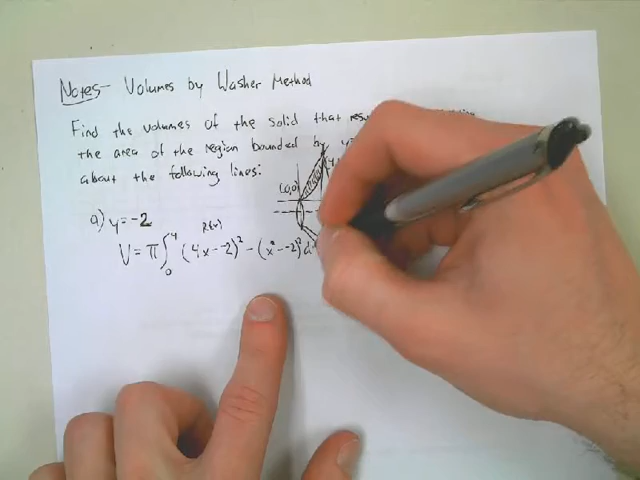 Notes- Volumes by Washer Method
Find the volumes of the solid that
the area of the region bounded by
about the following lines:
(0,0)
a) y=-2
R(x)
V = π∫₀⁴ (4x--2)² - (x²--2)² d